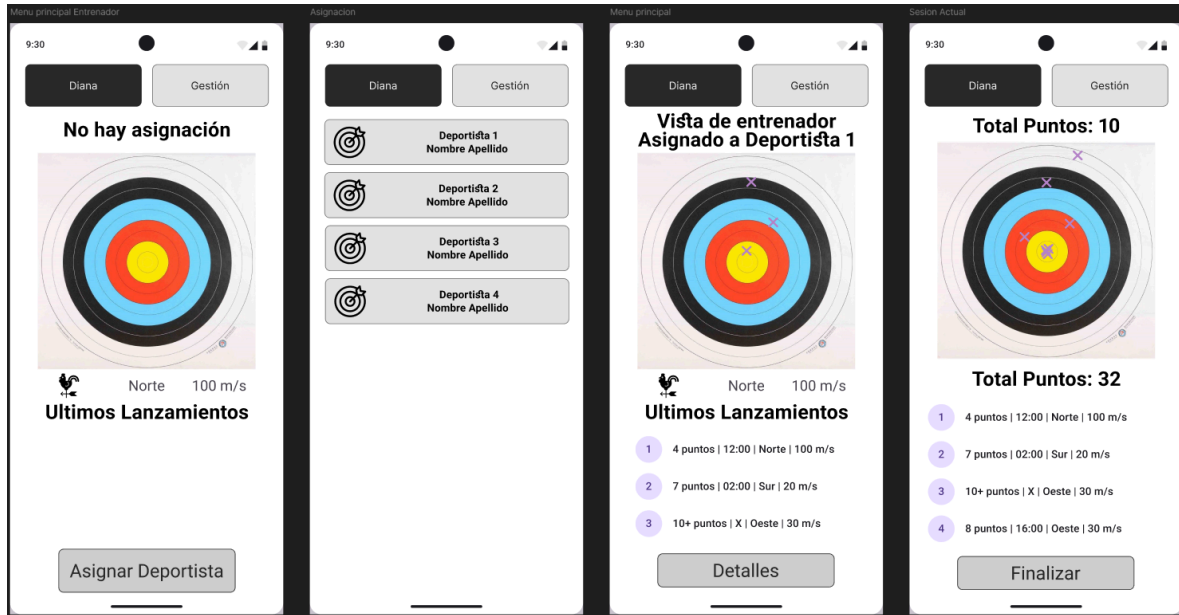 Menu principal Entrenador
9:30
Diana
Gestión
No hay asignación
Norte
100 m/s
Ultimos Lanzamientos
Asignar Deportista
Asignacion
9:30
Diana
Gestión
Deportista 1
Nombre Apellido
Deportista 2
Nombre Apellido
Deportista 3
Nombre Apellido
Deportista 4
Nombre Apellido
Menu principal
9:30
Diana
Gestión
Vista de entrenador
Asignado a Deportista 1
Norte
100 m/s
Ultimos Lanzamientos
1
4 puntos | 12:00 | Norte | 100 m/s
2
7 puntos | 02:00 | Sur | 20 m/s
3
10+ puntos | X | Oeste | 30 m/s
Detalles
Sesion Actual
9:30
Diana
Gestión
Total Puntos: 10
Total Puntos: 32
1
4 puntos | 12:00 | Norte | 100 m/s
2
7 puntos | 02:00 | Sur | 20 m/s
3
10+ puntos | X | Oeste | 30 m/s
4
8 puntos | 16:00 | Oeste | 30 m/s
Finalizar